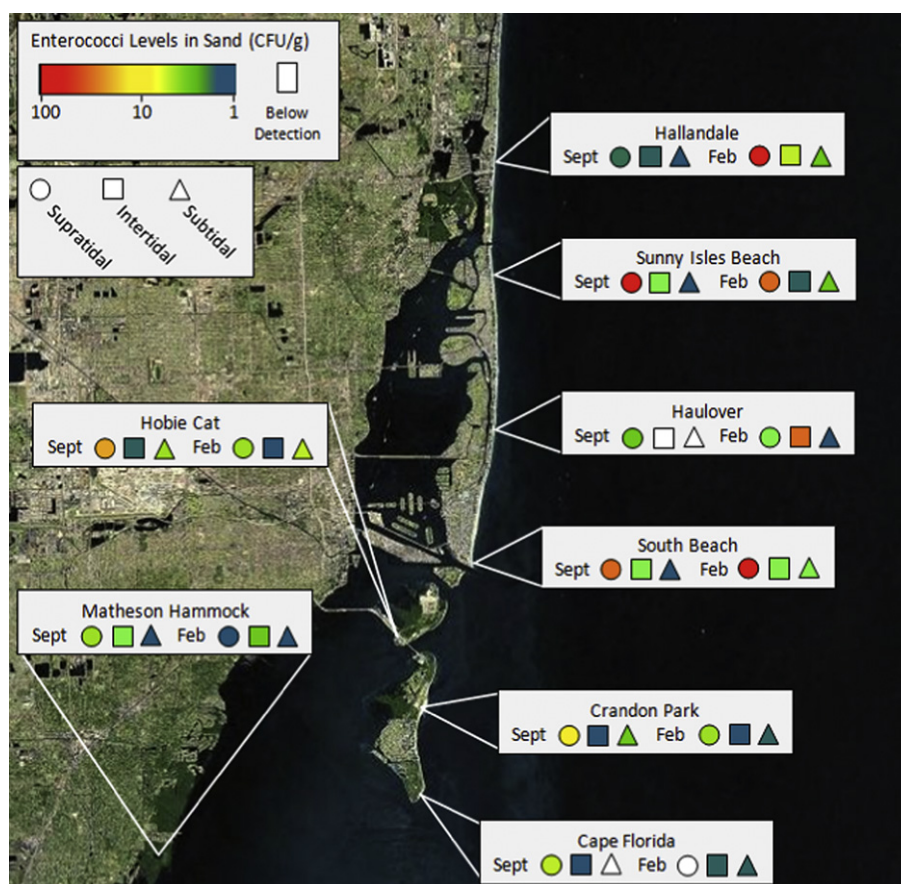 Enterococci Levels in Sand (CFU/g)
100 10 1
Below
Detection
Supratidal
Intertidal
Subtidal
Hallandale
Sept Feb
Sunny Isles Beach
Sept Feb
Haulover
Sept Feb
Hobie Cat
Sept Feb
South Beach
Sept Feb
Matheson Hammock
Sept Feb
Crandon Park
Sept Feb
Cape Florida
Sept Feb